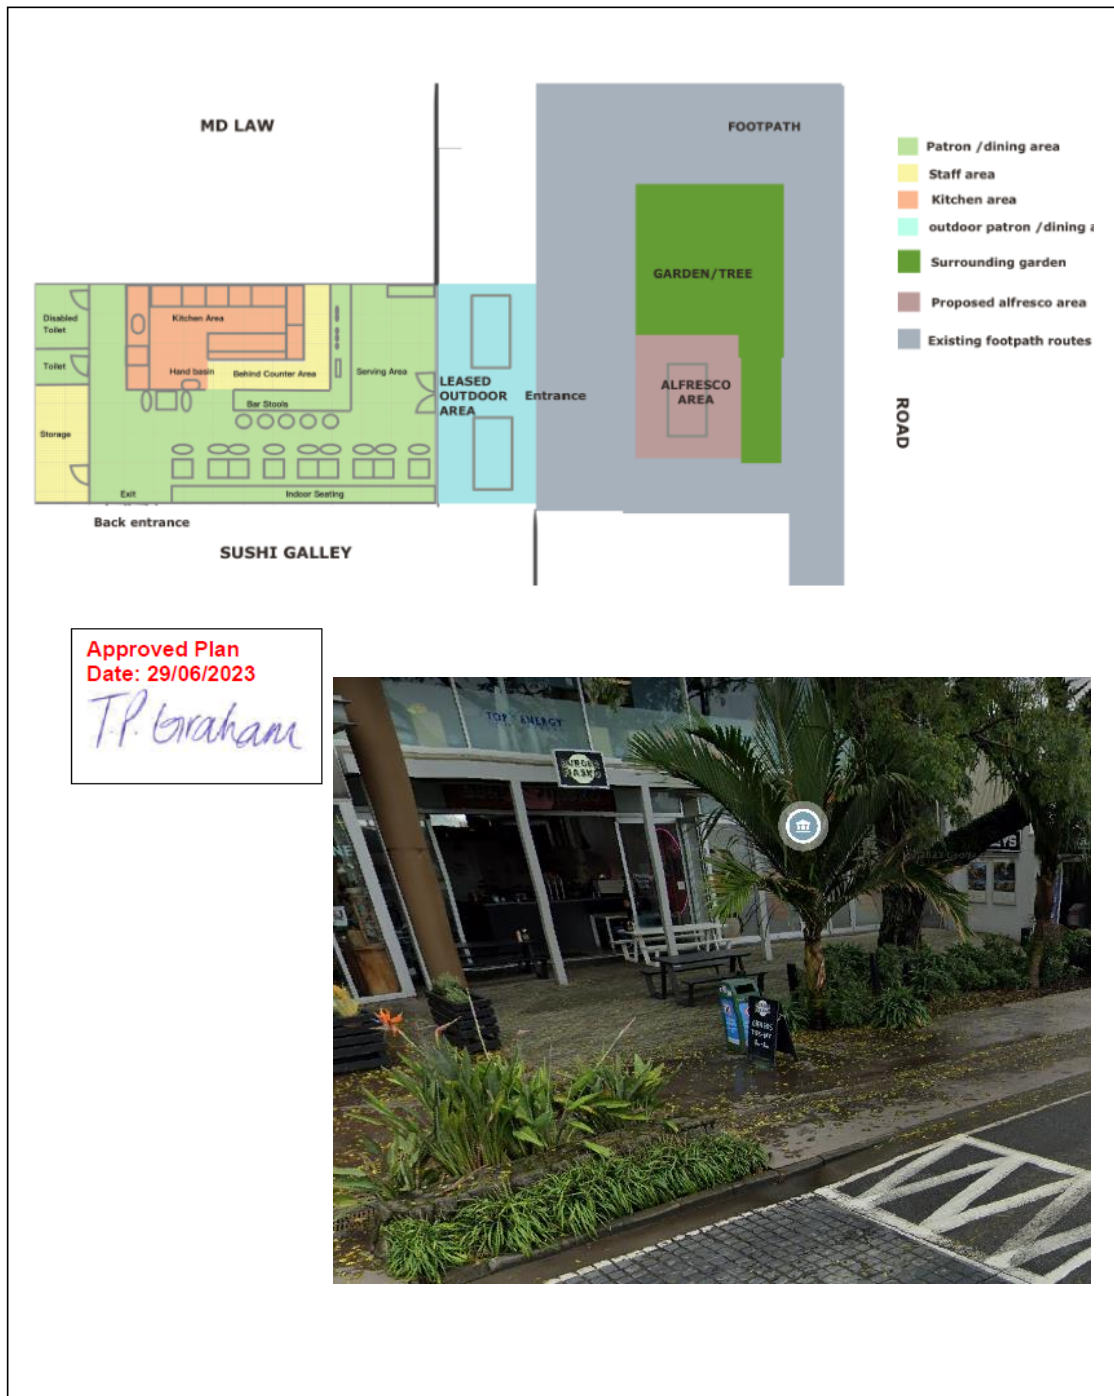 MD LAW
FOOTPATH
Patron /dining area
Staff area
Kitchen area
outdoor patron /dining a
Surrounding garden
Proposed alfresco area
Existing footpath routes
GARDEN/TREE
Disabled
Toilet
Kitchen Area
Toilet
Hand basin
Behind Counter Area
Serving Area
LEASED
OUTDOOR
AREA
Entrance
ALFRESCO
AREA
ROAD
Bar Stools
Storage
Exit
Indoor Seating
Back entrance
SUSHI GALLEY
Approved Plan
Date: 29/06/2023
T.P. Graham
TOP ENERGY